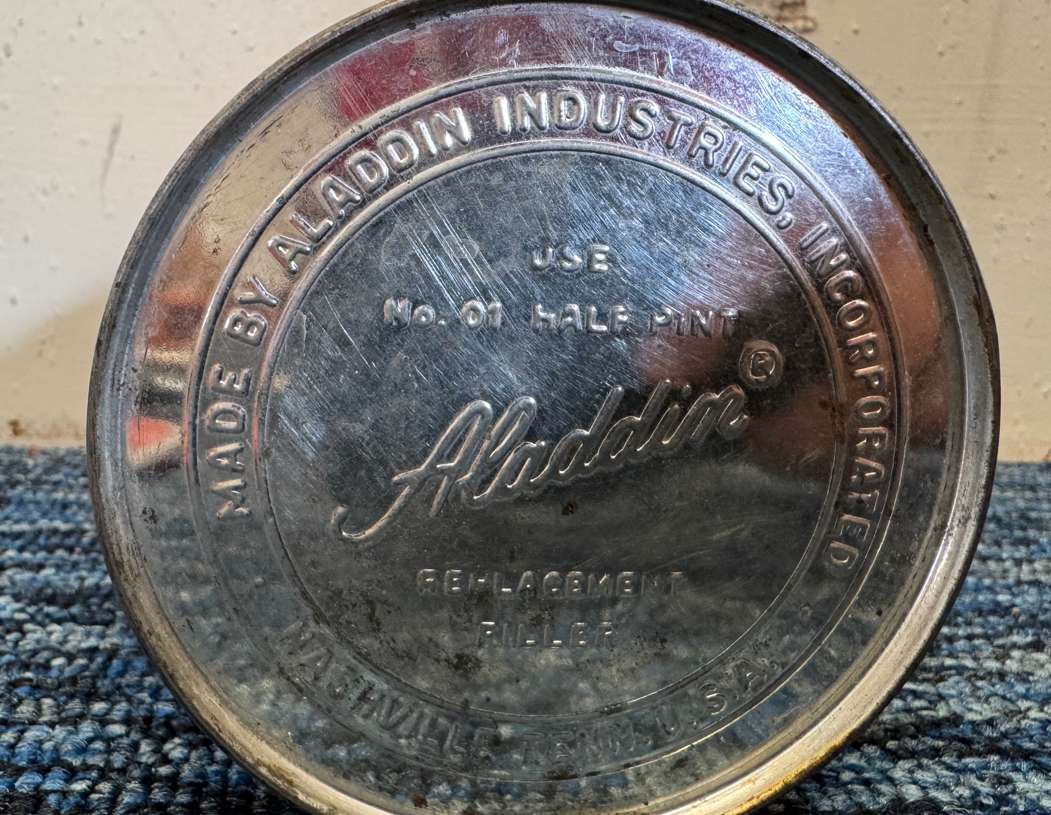 MADE BY ALADDIN INDUSTRIES, INCORPORATED
USE
No. 01 HALF PINT
Aladdin®
REPLACEMENT
FILLER
NASHVILLE TENN. U.S.A.